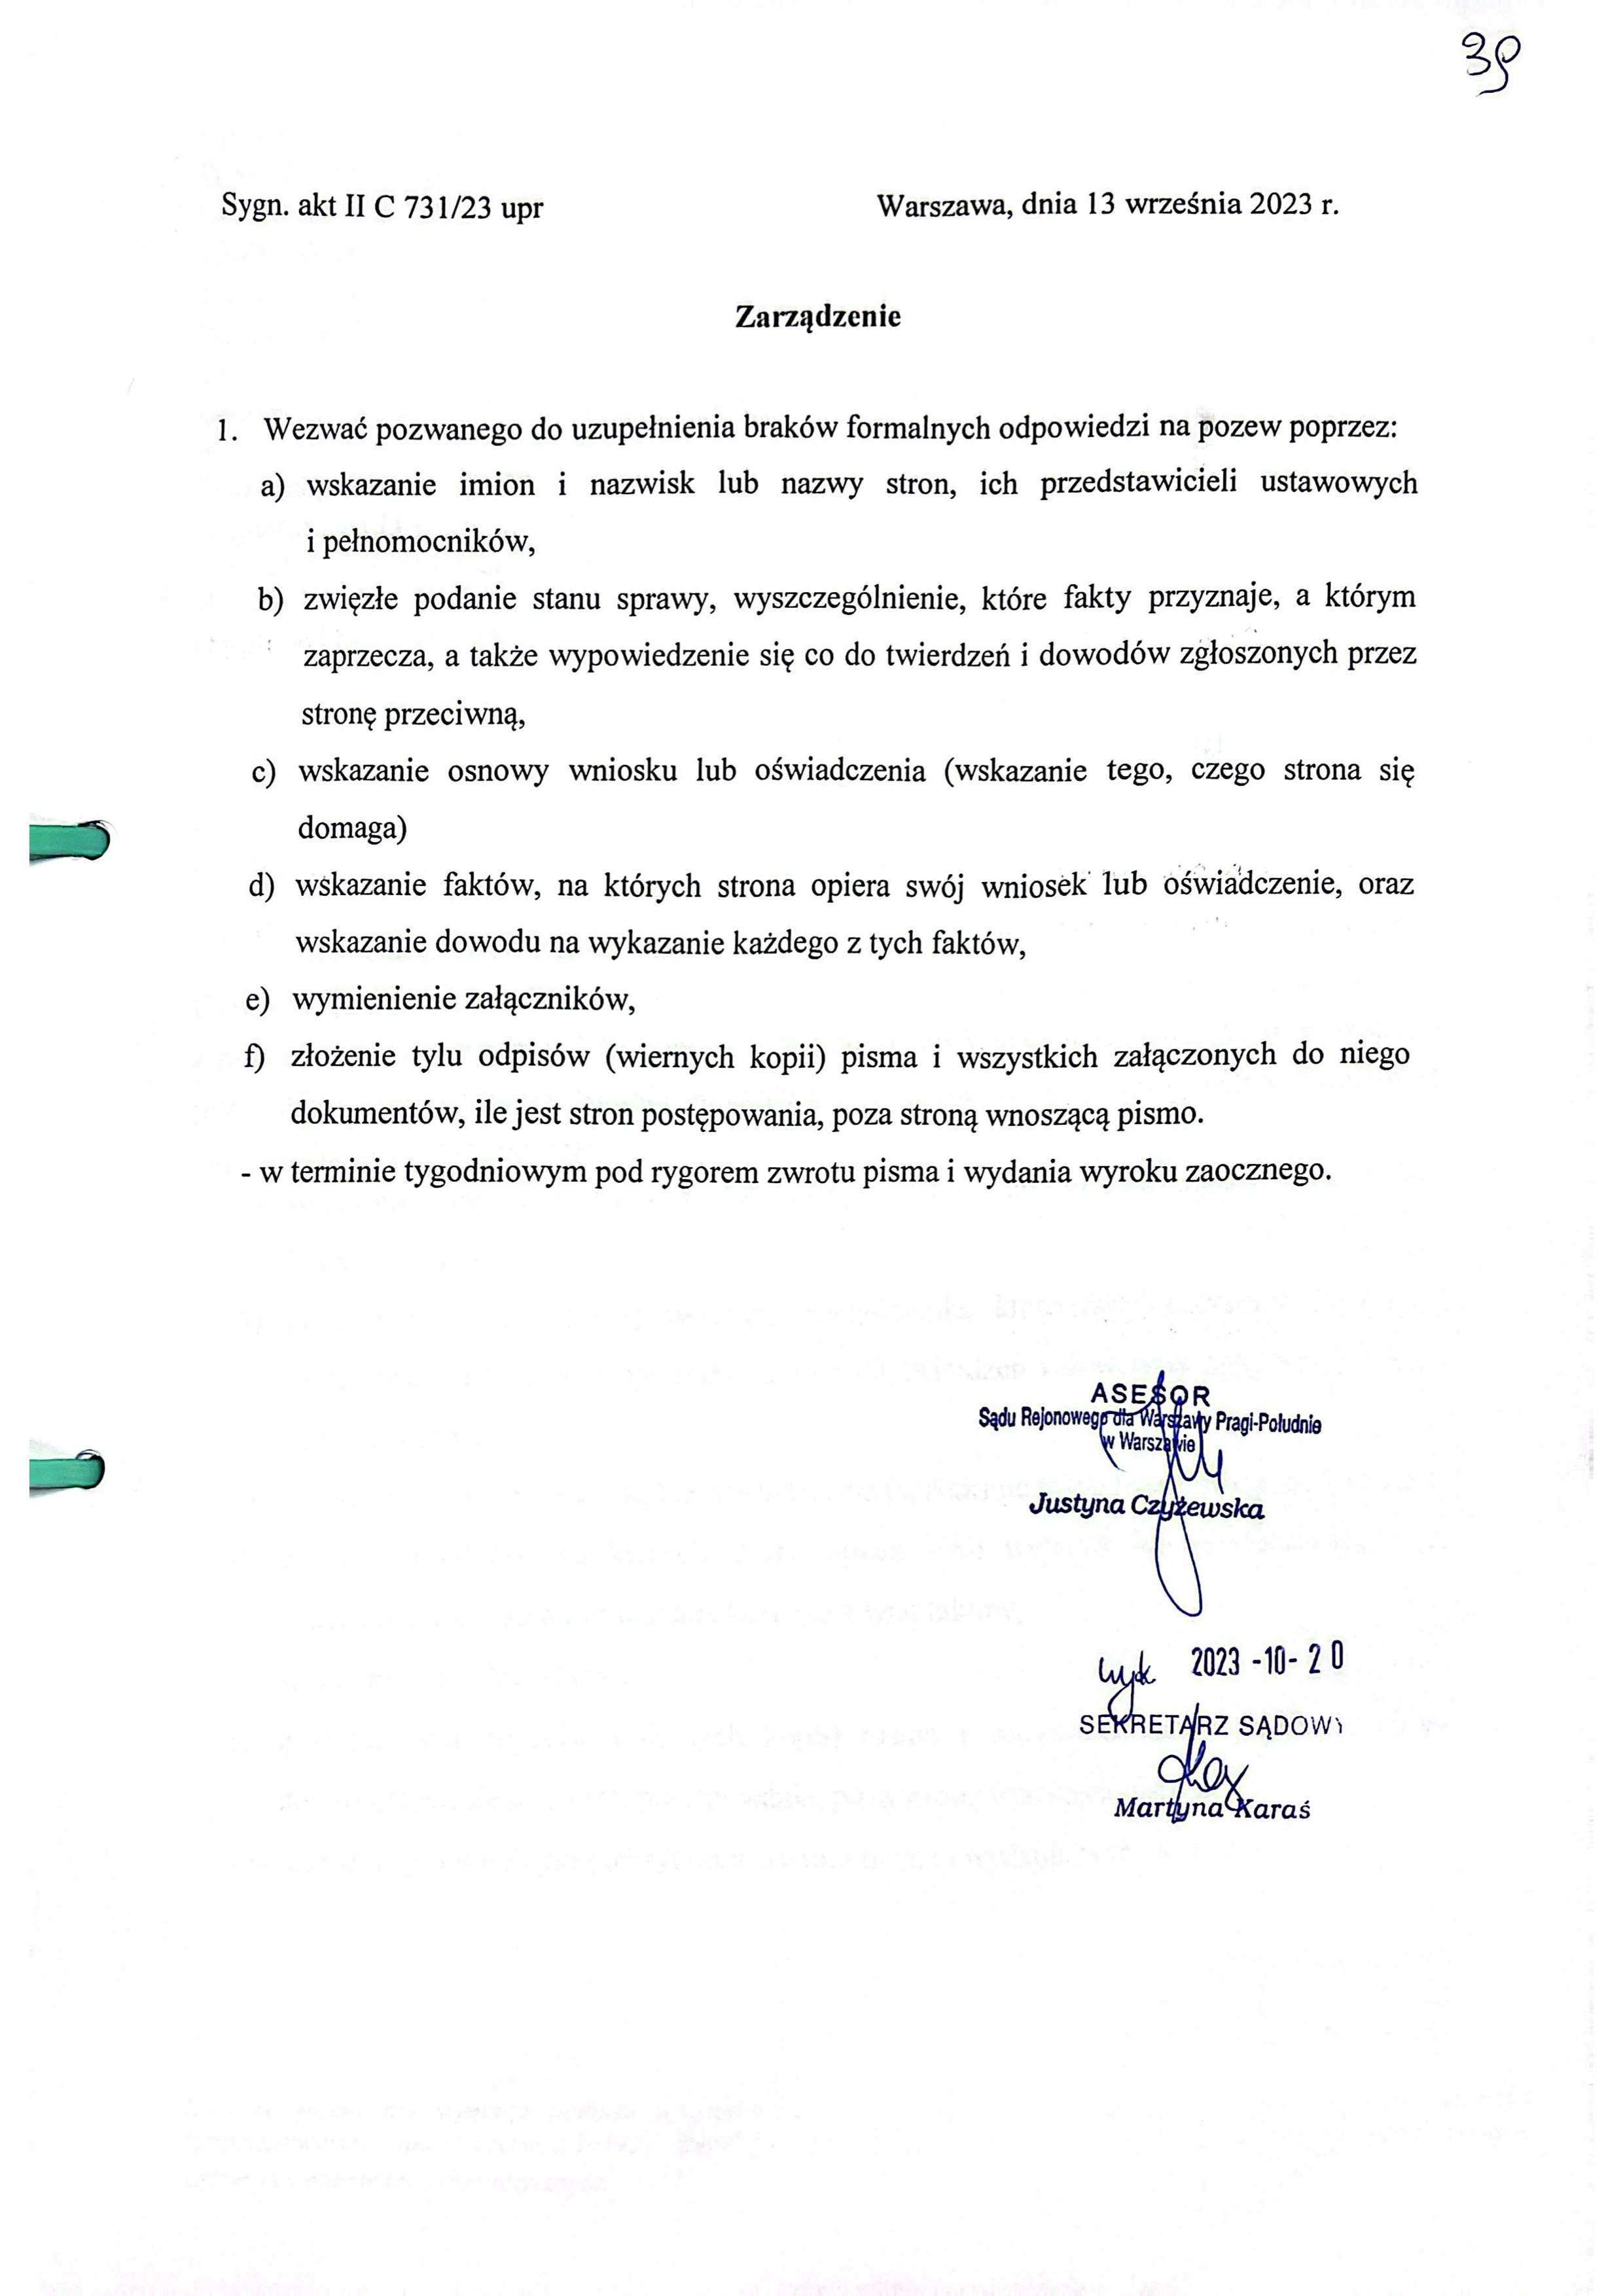 39
Sygn. akt II C 731/23 upr
Warszawa, dnia 13 września 2023 r.
Zarządzenie
1. Wezwać pozwanego do uzupełnienia braków formalnych odpowiedzi na pozew poprzez:
a) wskazanie imion i nazwisk lub nazwy stron, ich przedstawicieli ustawowych
i pełnomocników,
b) zwięzłe podanie stanu sprawy, wyszczególnienie, które fakty przyznaje, a którym
zaprzecza, a także wypowiedzenie się co do twierdzeń i dowodów zgłoszonych przez
stronę przeciwną,
c) wskazanie osnowy wniosku lub oświadczenia (wskazanie tego, czego strona się
domaga)
d) wskazanie faktów, na których strona opiera swój wniosek lub oświadczenie, oraz
wskazanie dowodu na wykazanie każdego z tych faktów,
e) wymienienie załączników,
f) złożenie tylu odpisów (wiernych kopii) pisma i wszystkich załączonych do niego
dokumentów, ile jest stron postępowania, poza stroną wnoszącą pismo.
- w terminie tygodniowym pod rygorem zwrotu pisma i wydania wyroku zaocznego.
ASESOR
Sądu Rejonowego dla Warszawy Pragi-Południe
w Warszawie
Justyna Czyżewska
wyk 2023-10-20
SEKRETARZ SĄDOWY
Martyna Karaś